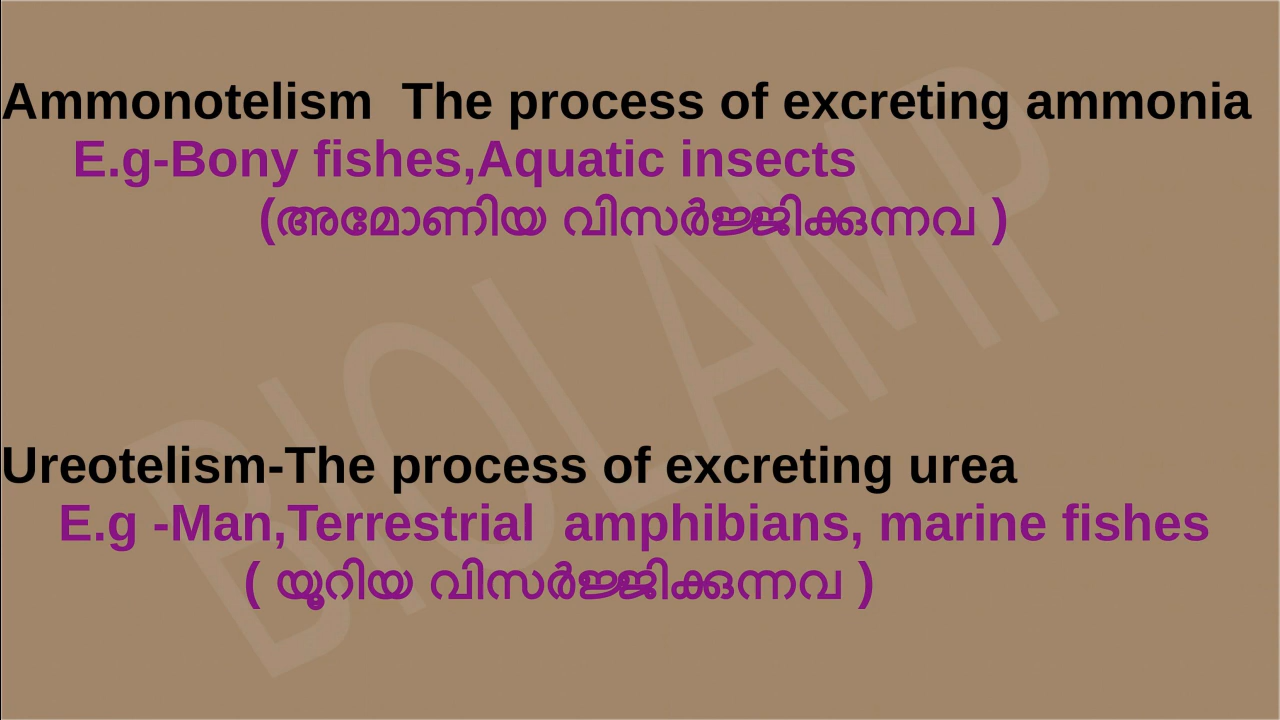 Ammonotelism  The process of excreting ammonia
E.g-Bony fishes,Aquatic insects
(അമോണിയ വിസർജ്ജിക്കുന്നവ )
Ureotelism-The process of excreting urea
E.g -Man,Terrestrial  amphibians, marine fishes
( യൂറിയ വിസർജ്ജിക്കുന്നവ )
BIOLAMP